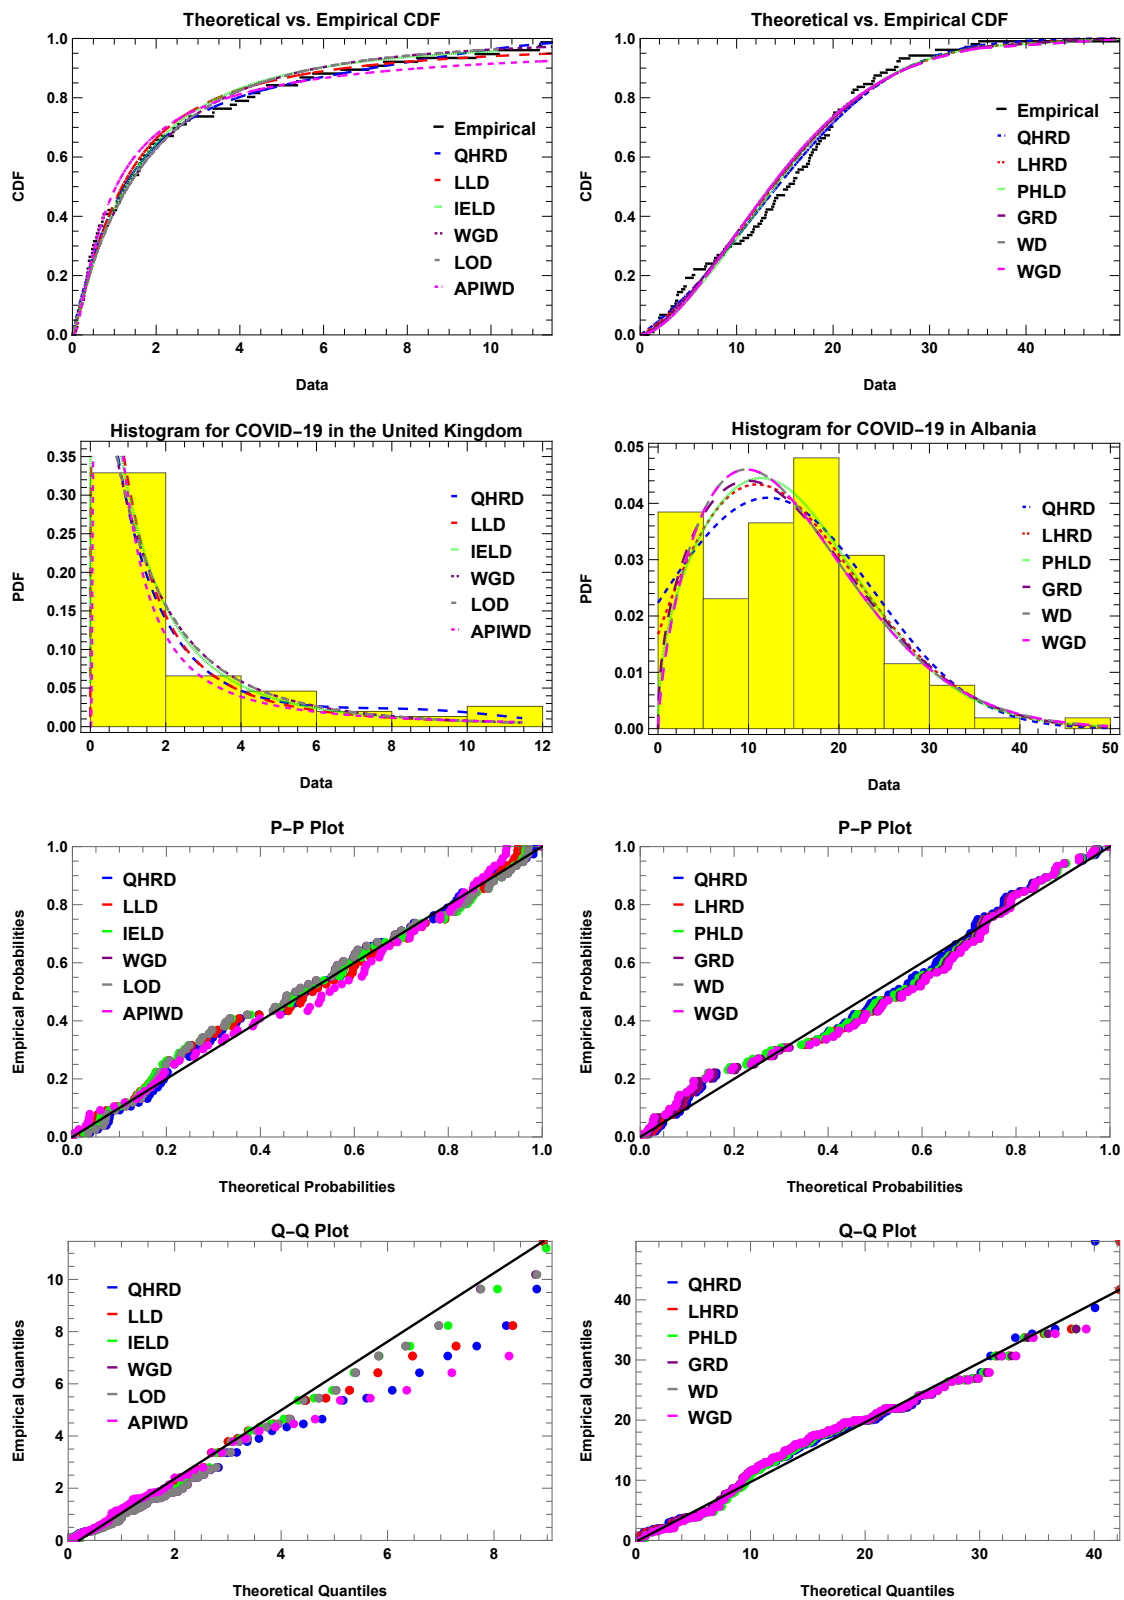 Theoretical vs. Empirical CDF
CDF
1.0
0.8
0.6
0.4
0.2
0.0
0 2 4 6 8 10
Data
Empirical
QHRD
LLD
IELD
WGD
LOD
APIWD
Theoretical vs. Empirical CDF
CDF
1.0
0.8
0.6
0.4
0.2
0.0
0 10 20 30 40
Data
Empirical
QHRD
LHRD
PHLD
GRD
WD
WGD
Histogram for COVID−19 in the United Kingdom
PDF
0.35
0.30
0.25
0.20
0.15
0.10
0.05
0.00
0 2 4 6 8 10 12
Data
QHRD
LLD
IELD
WGD
LOD
APIWD
Histogram for COVID−19 in Albania
PDF
0.05
0.04
0.03
0.02
0.01
0.00
0 10 20 30 40 50
Data
QHRD
LHRD
PHLD
GRD
WD
WGD
P−P Plot
Empirical Probabilities
1.0
0.8
0.6
0.4
0.2
0.0
0.0 0.2 0.4 0.6 0.8 1.0
Theoretical Probabilities
QHRD
LLD
IELD
WGD
LOD
APIWD
P−P Plot
Empirical Probabilities
1.0
0.8
0.6
0.4
0.2
0.0
0.0 0.2 0.4 0.6 0.8 1.0
Theoretical Probabilities
QHRD
LHRD
PHLD
GRD
WD
WGD
Q−Q Plot
Empirical Quantiles
10
8
6
4
2
0
0 2 4 6 8
Theoretical Quantiles
QHRD
LLD
IELD
WGD
LOD
APIWD
Q−Q Plot
Empirical Quantiles
40
30
20
10
0
0 10 20 30 40
Theoretical Quantiles
QHRD
LHRD
PHLD
GRD
WD
WGD